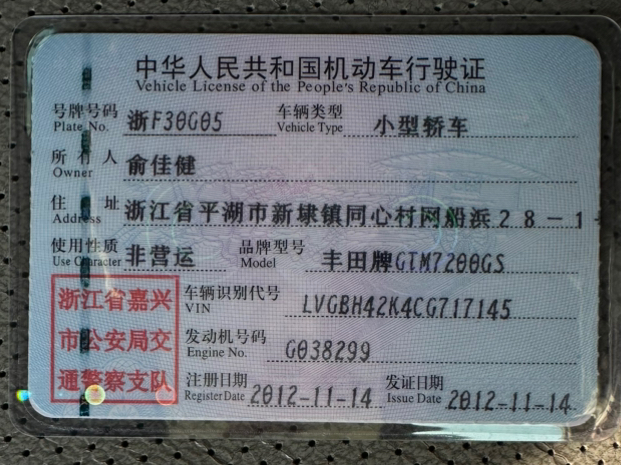 中华人民共和国机动车行驶证
Vehicle License of the People's Republic of China
号牌号码 浙F30G05 车辆类型 小型轿车
Plate No. Vehicle Type
所有人 俞佳健
Owner
住址 浙江省平湖市新埭镇同心村网船浜28-1
Address
使用性质 非营运 品牌型号 丰田牌GTM7200GS
Use Character Model
车辆识别代号 LVGBH42K4CG717145
VIN
发动机号码 G038299
Engine No.
注册日期 2012-11-14 发证日期 2012-11-14
Register Date Issue Date
浙江省嘉兴
市公安局交
通警察支队